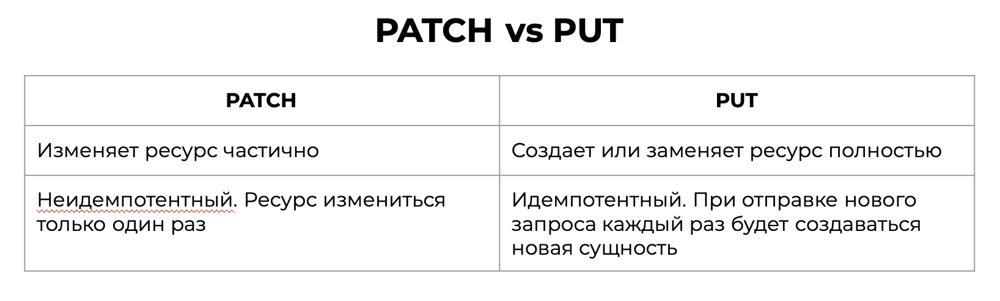 PATCH vs PUT
PATCH
PUT
Изменяет ресурс частично
Создает или заменяет ресурс полностью
Неидемпотентный. Ресурс измениться
только один раз
Идемпотентный. При отправке нового
запроса каждый раз будет создаваться
новая сущность